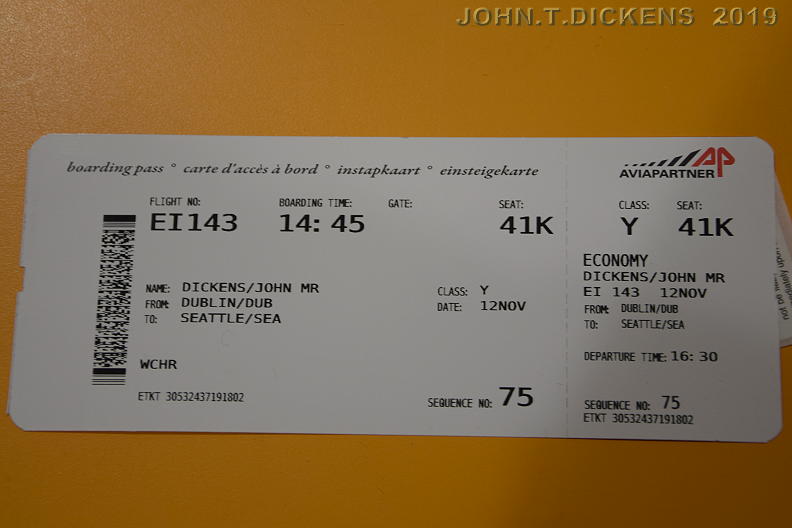 JOHN.T.DICKENS 2019
boarding pass ° carte d'accès à bord ° instapkaart ° einsteigekarte
AP
AVIAPARTNER
FLIGHT NO: BOARDING TIME: GATE: SEAT:
EI143 14:45 41K
CLASS: SEAT:
Y 41K
NAME: DICKENS/JOHN MR
FROM: DUBLIN/DUB
TO: SEATTLE/SEA
CLASS: Y
DATE: 12NOV
WCHR
ETKT 30532437191802
SEQUENCE NO: 75
ECONOMY
DICKENS/JOHN MR
EI 143 12NOV
FROM: DUBLIN/DUB
TO: SEATTLE/SEA
DEPARTURE TIME: 16:30
SEQUENCE NO: 75
ETKT 30532437191802
not be